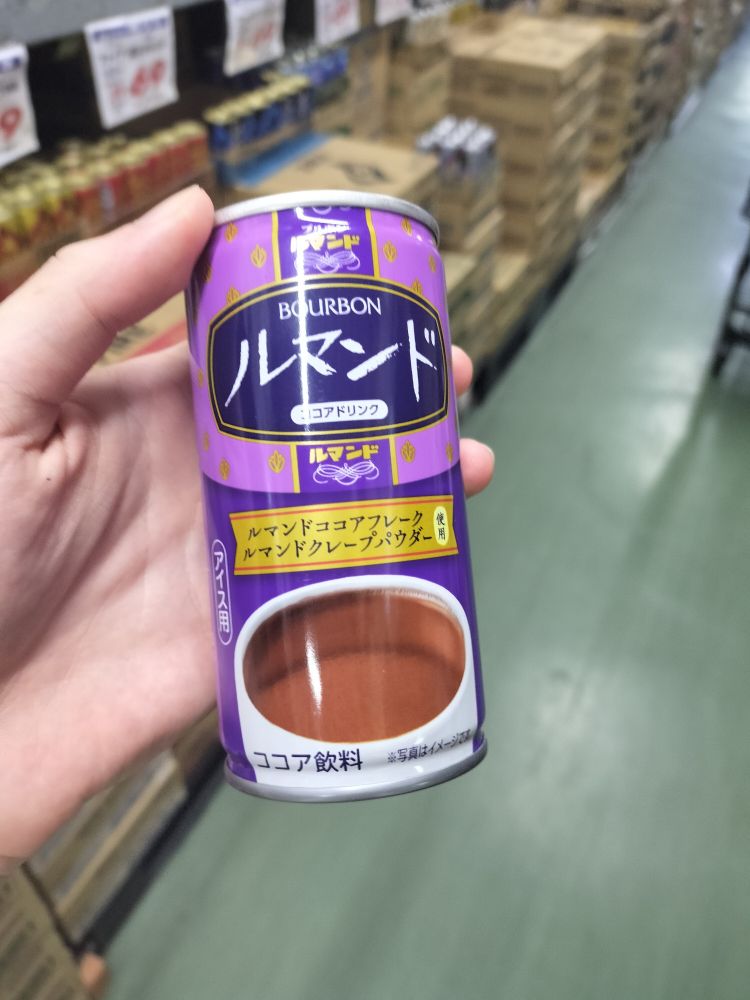 ブルボン
ルマンド
BOURBON
ルマンド
ココアドリンク
ルマンド
ルマンドココアフレーク
ルマンドクレープパウダー
使用
アイス用
ココア飲料
※写真はイメージです
69
9